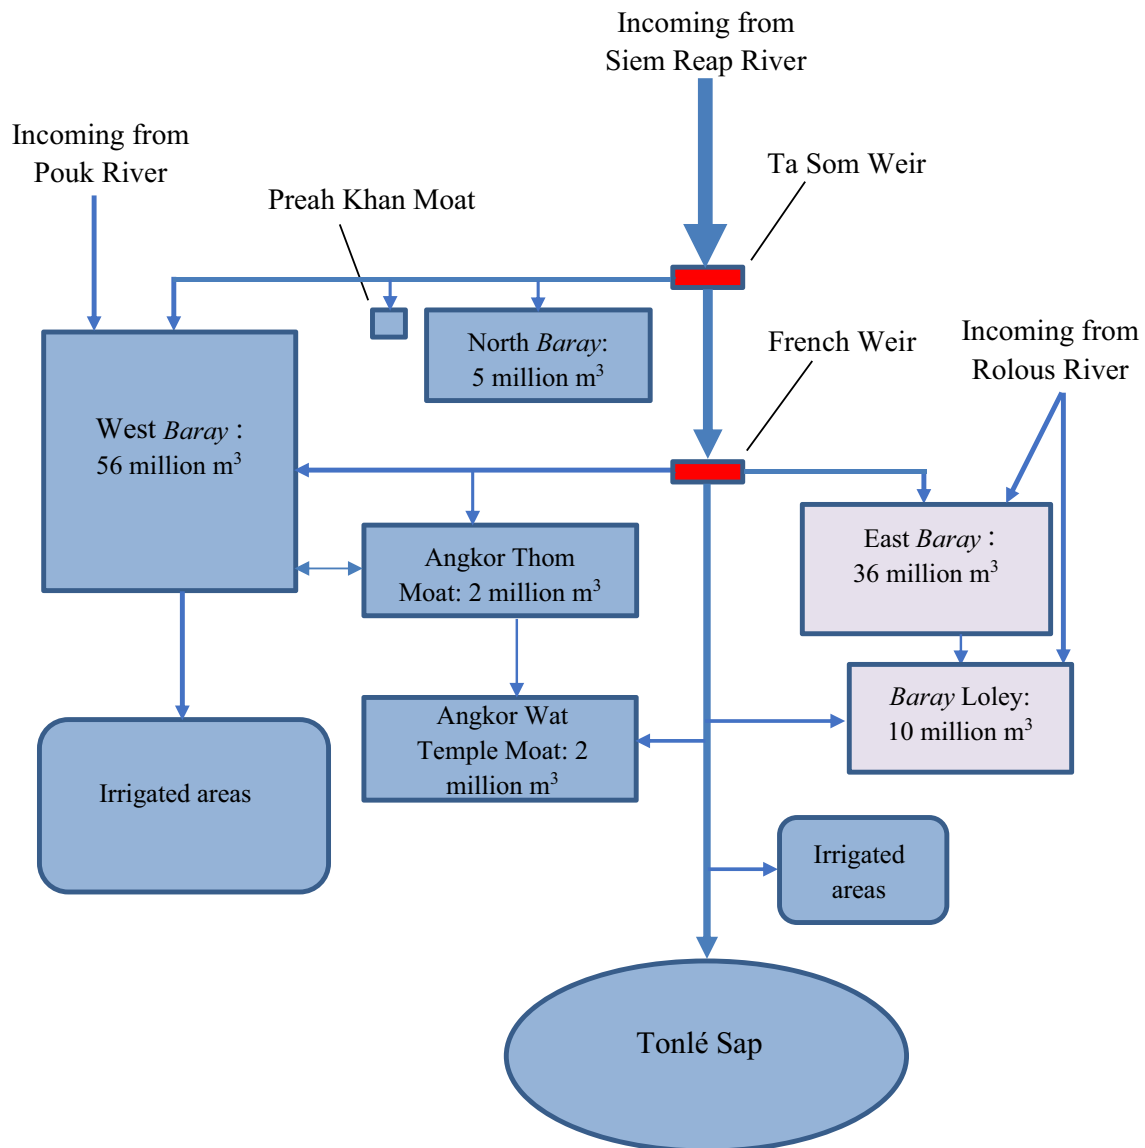 Incoming from
Siem Reap River
Incoming from
Pouk River
Ta Som Weir
Preah Khan Moat
North Baray:
5 million m³
French Weir
Incoming from
Rolous River
West Baray :
56 million m³
East Baray :
36 million m³
Angkor Thom
Moat: 2 million m³
Baray Loley:
10 million m³
Angkor Wat
Temple Moat: 2
million m³
Irrigated areas
Irrigated
areas
Tonlé Sap